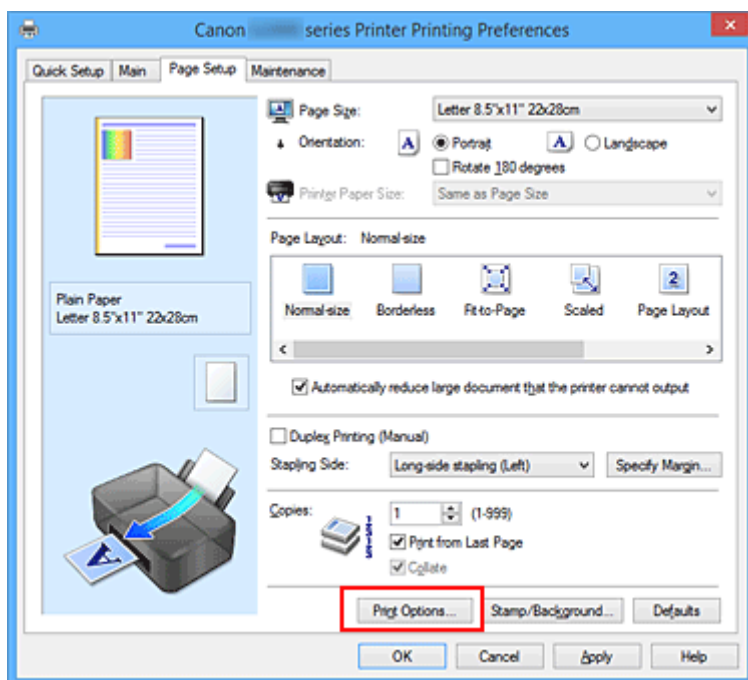 Canon series Printer Printing Preferences
Quick Setup Main Page Setup Maintenance
Page Size: Letter 8.5"x11" 22x28cm
Orientation: A Portrait A Landscape
Rotate 180 degrees
Printer Paper Size: Same as Page Size
Page Layout: Normal-size
Normal-size Borderless Fit-to-Page Scaled Page Layout
Plain Paper
Letter 8.5"x11" 22x28cm
Automatically reduce large document that the printer cannot output
Duplex Printing (Manual)
Stapling Side: Long-side stapling (Left) Specify Margin...
Copies: 1 (1-999)
Print from Last Page
Collate
Print Options... Stamp/Background... Defaults
OK Cancel Apply Help